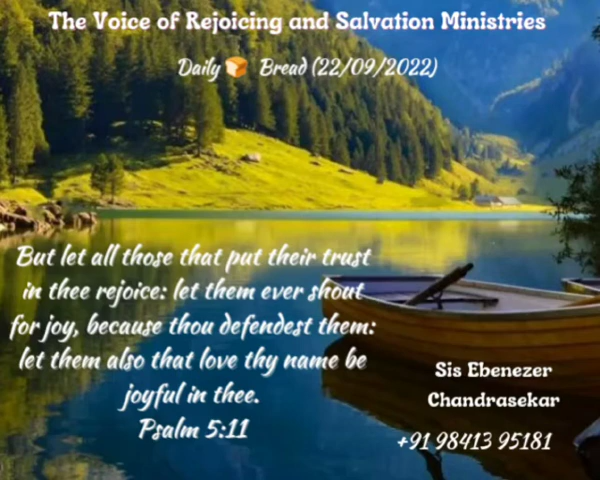 The Voice of Rejoicing and Salvation Ministries
Daily 🍞 Bread (22/09/2022)
But let all those that put their trust
in thee rejoice: let them ever shout
for joy, because thou defendest them:
let them also that love thy name be
joyful in thee.
Psalm 5:11
Sis Ebenezer
Chandrasekar
+91 98413 95181